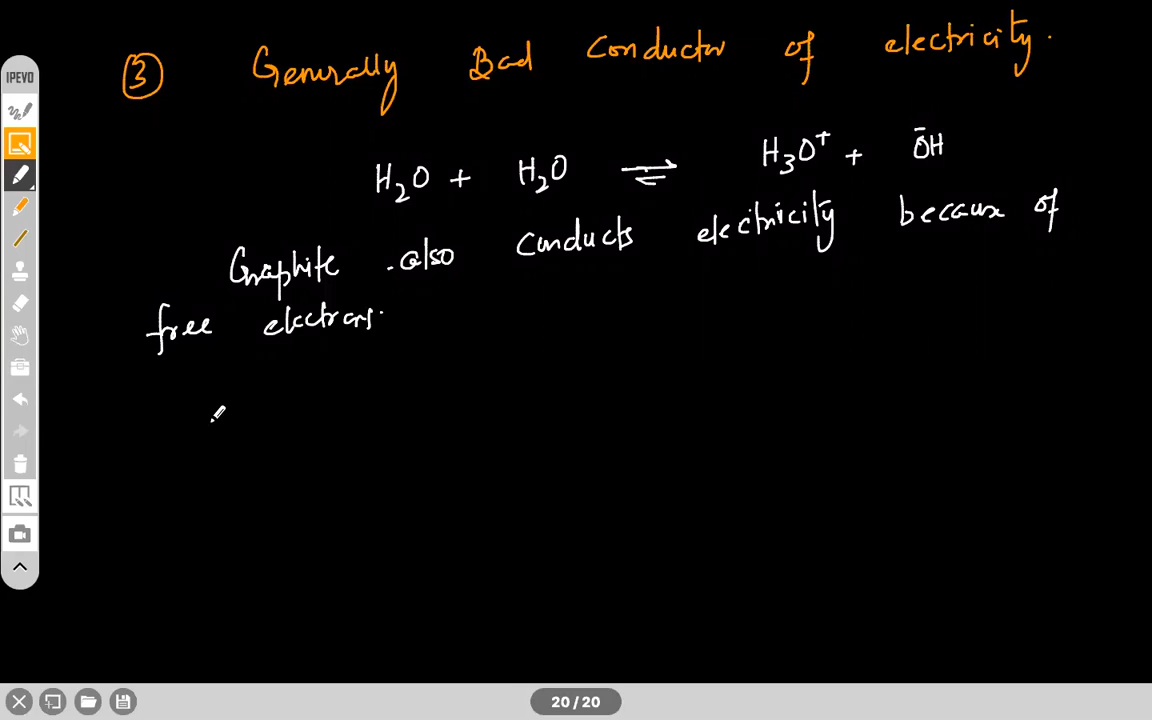 ③ Generally Bad conductor of electricity.
H₂O + H₂O ⇌ H₃O⁺ + ŌH
Graphite also conducts electricity because of
free electrons.
IPEVO
20/20